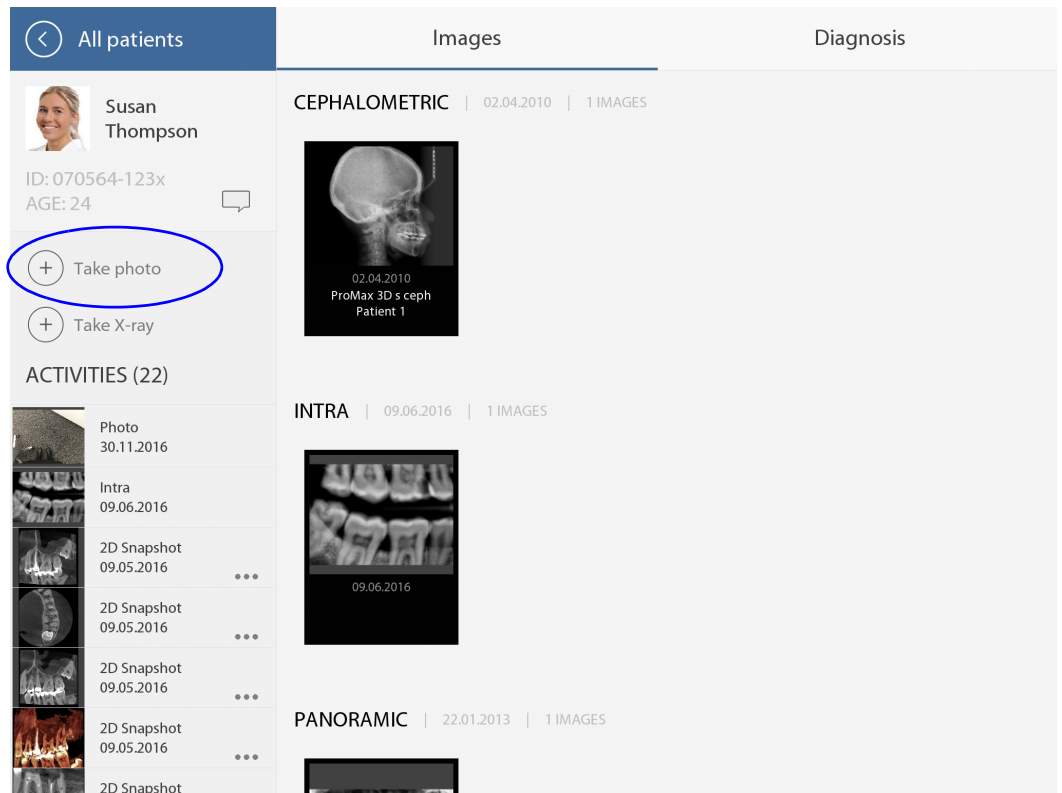 All patients
Images
Diagnosis
Susan
Thompson
ID: 070564-123x
AGE: 24
Take photo
Take X-ray
ACTIVITIES (22)
Photo
30.11.2016
Intra
09.06.2016
2D Snapshot
09.05.2016
2D Snapshot
09.05.2016
2D Snapshot
09.05.2016
2D Snapshot
09.05.2016
2D Snapshot
CEPHALOMETRIC | 02.04.2010 | 1 IMAGES
02.04.2010
ProMax 3D s ceph
Patient 1
INTRA | 09.06.2016 | 1 IMAGES
09.06.2016
PANORAMIC | 22.01.2013 | 1 IMAGES